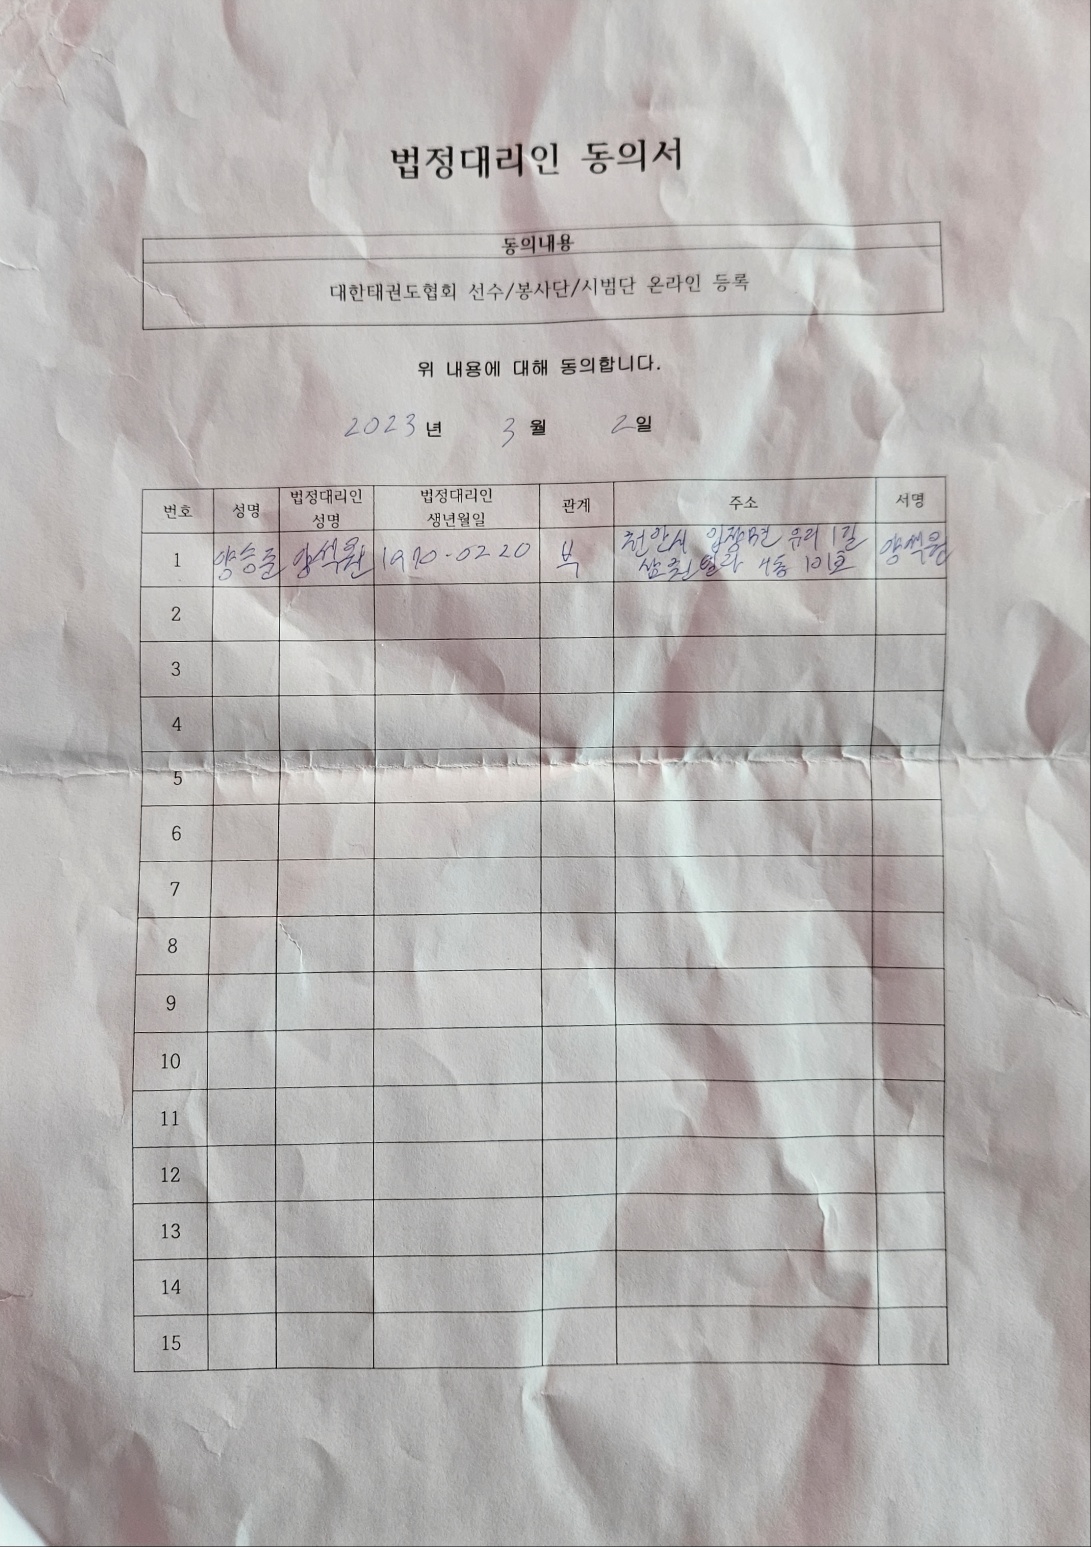 법정대리인 동의서
동의내용
대한태권도협회 선수/봉사단/시범단 온라인 등록
위 내용에 대해 동의합니다.
2023년 3월 2일
번호 성명 법정대리인 성명 법정대리인 생년월일 관계 주소 서명
1 양승준 양석원 1970-02 20 부 천안시 입장면 유리 1길
4동 101호 양석원
2
3
4
5
6
7
8
9
10
11
12
13
14
15